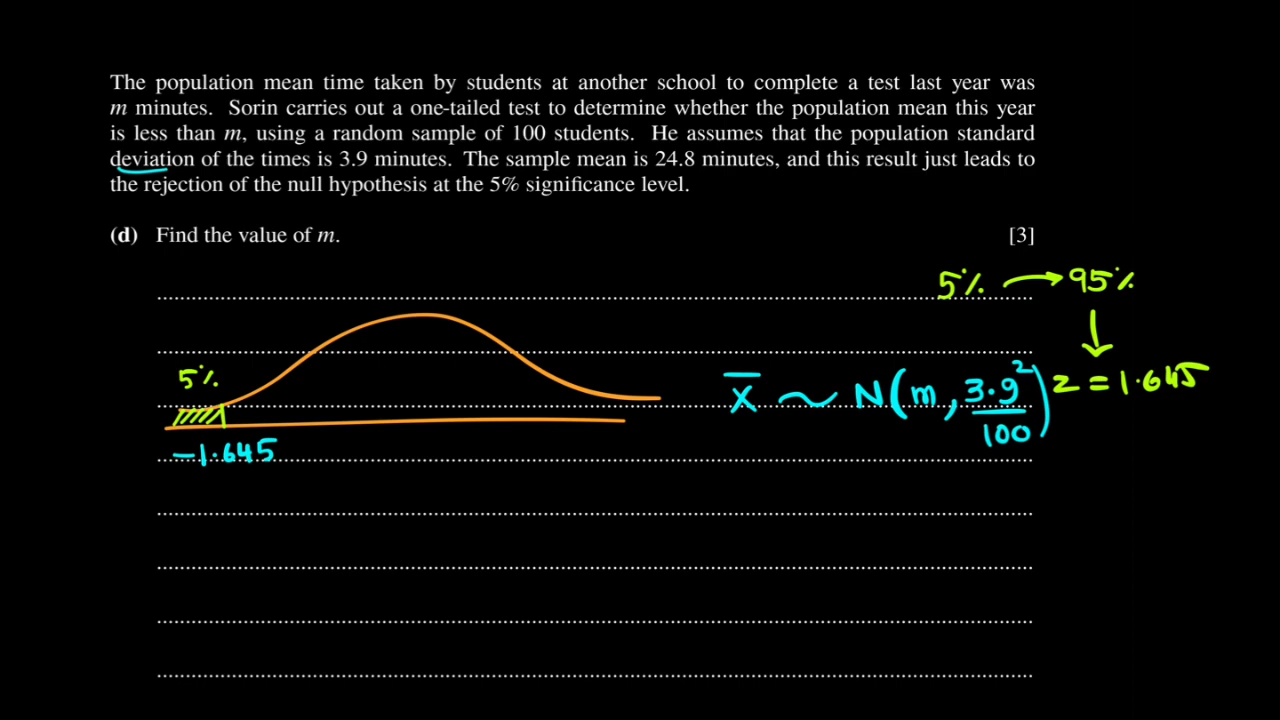 The population mean time taken by students at another school to complete a test last year was
m minutes. Sorin carries out a one-tailed test to determine whether the population mean this year
is less than m, using a random sample of 100 students. He assumes that the population standard
deviation of the times is 3.9 minutes. The sample mean is 24.8 minutes, and this result just leads to
the rejection of the null hypothesis at the 5% significance level.
(d) Find the value of m. [3]
5% → 95%
↓
5%
X̅ ~ N(m, 3.9²/100) z = 1.645
-1.645